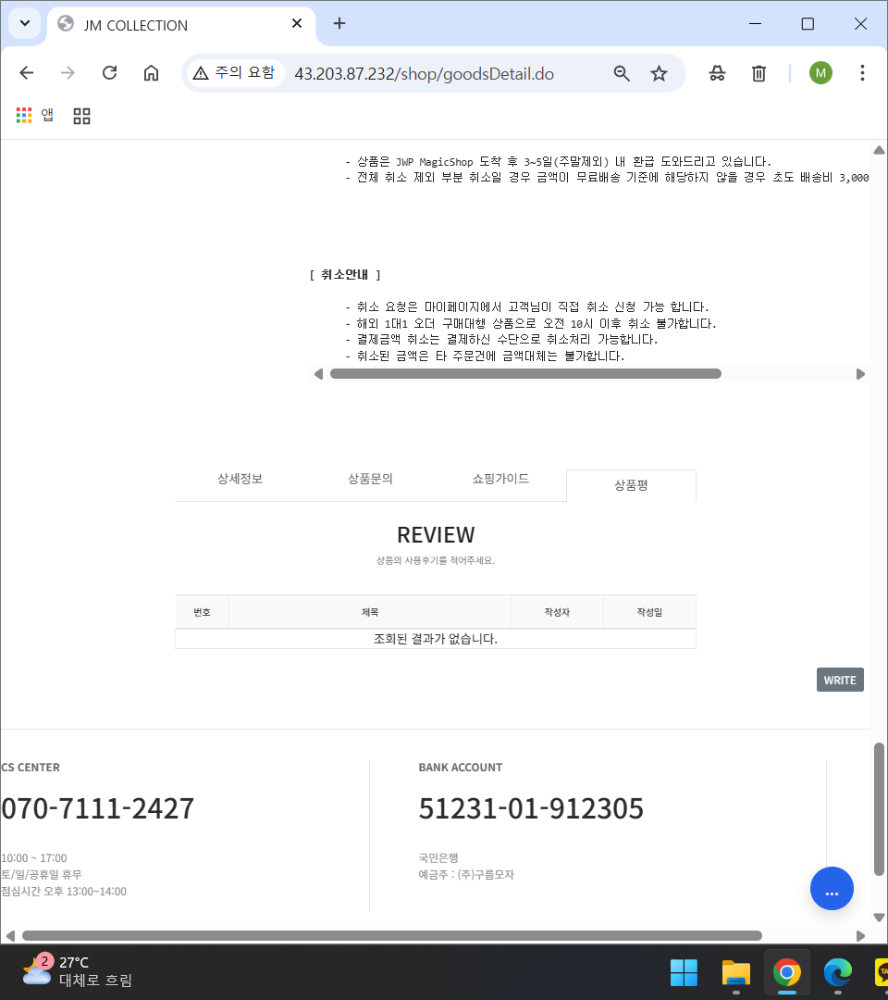 JM COLLECTION
주의 요함
43.203.87.232/shop/goodsDetail.do
M
앱
- 상품은 JWP MagicShop 도착 후 3~5일(주말제외) 내 환급 도와드리고 있습니다.
- 전체 취소 제외 부분 취소일 경우 금액이 무료배송 기준에 해당하지 않을 경우 초도 배송비 3,000
[ 취소안내 ]
- 취소 요청은 마이페이지에서 고객님이 직접 취소 신청 가능 합니다.
- 해외 1대1 오더 구매대행 상품으로 오전 10시 이후 취소 불가합니다.
- 결제금액 취소는 결제하신 수단으로 취소처리 가능합니다.
- 취소된 금액은 타 주문건에 금액대체는 불가합니다.
상세정보 상품문의 쇼핑가이드 상품평
REVIEW
상품의 사용후기를 적어주세요.
번호 제목 작성자 작성일
조회된 결과가 없습니다.
WRITE
CS CENTER
070-7111-2427
10:00 ~ 17:00
토/일/공휴일 휴무
점심시간 오후 13:00~14:00
BANK ACCOUNT
51231-01-912305
국민은행
예금주 : (주)구름모자
...
2
27°C
대체로 흐림